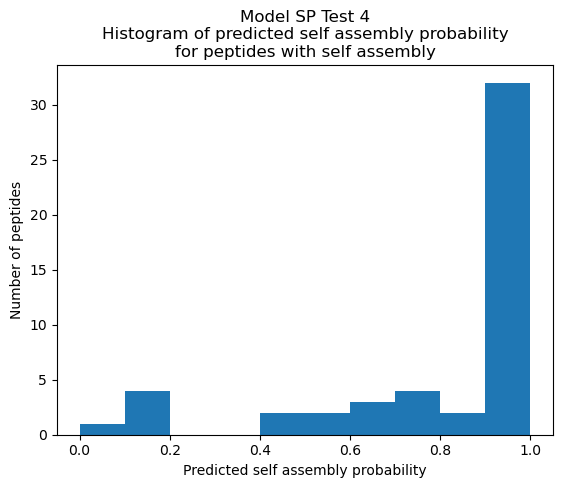 Model SP Test 4
Histogram of predicted self assembly probability
for peptides with self assembly
30
25
20
15
10
5
0
Number of peptides
0.0 0.2 0.4 0.6 0.8 1.0
Predicted self assembly probability